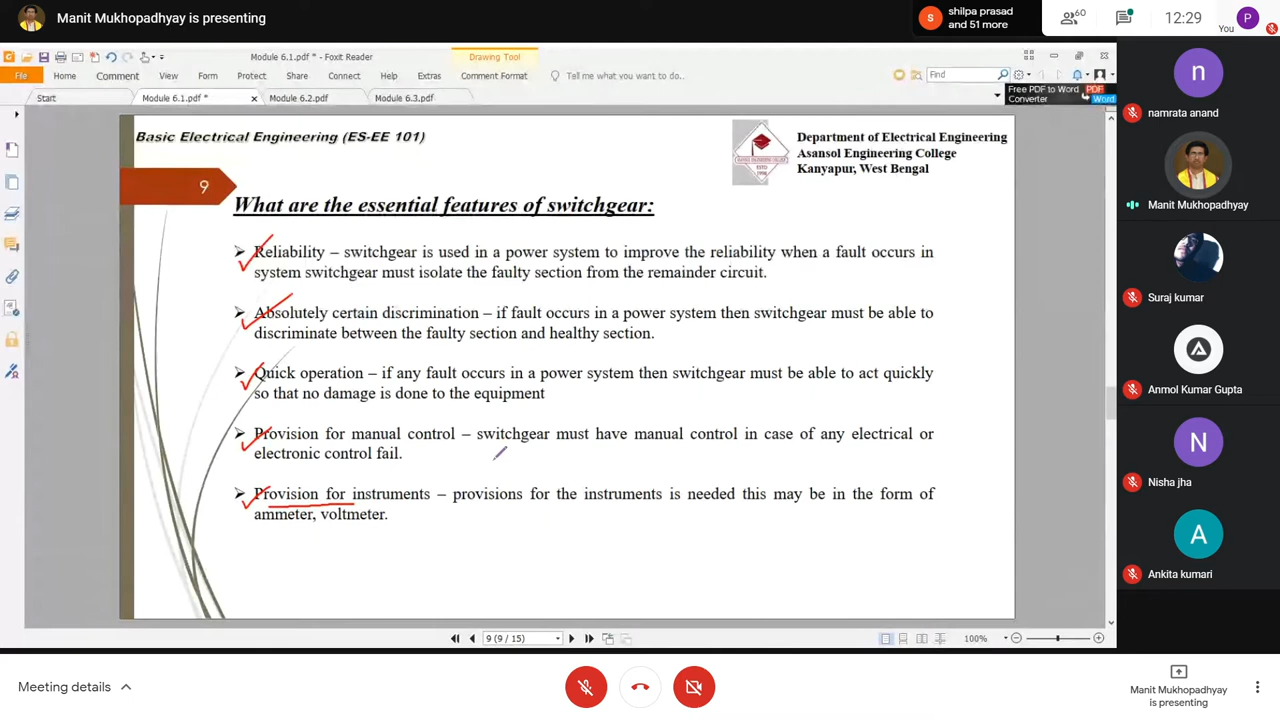 Manit Mukhopadhyay is presenting
S
shilpa prasad
and 51 more
60
12:29
You
P
Module 6.1.pdf * - Foxit Reader
Drawing Tool
File
Home
Comment
View
Form
Protect
Share
Connect
Help
Extras
Comment Format
Tell me what you want to do...
Find
Start
Module 6.1.pdf *
Module 6.2.pdf
Module 6.3.pdf
Free PDF to Word
Converter
PDF
Word
Basic Electrical Engineering (ES-EE 101)
Department of Electrical Engineering
Asansol Engineering College
Kanyapur, West Bengal
9
What are the essential features of switchgear:
Reliability – switchgear is used in a power system to improve the reliability when a fault occurs in
system switchgear must isolate the faulty section from the remainder circuit.
Absolutely certain discrimination – if fault occurs in a power system then switchgear must be able to
discriminate between the faulty section and healthy section.
Quick operation – if any fault occurs in a power system then switchgear must be able to act quickly
so that no damage is done to the equipment
Provision for manual control – switchgear must have manual control in case of any electrical or
electronic control fail.
Provision for instruments – provisions for the instruments is needed this may be in the form of
ammeter, voltmeter.
9 (9 / 15)
100%
n
namrata anand
Manit Mukhopadhyay
Suraj kumar
Anmol Kumar Gupta
N
Nisha jha
A
Ankita kumari
Meeting details
Manit Mukhopadhyay
is presenting